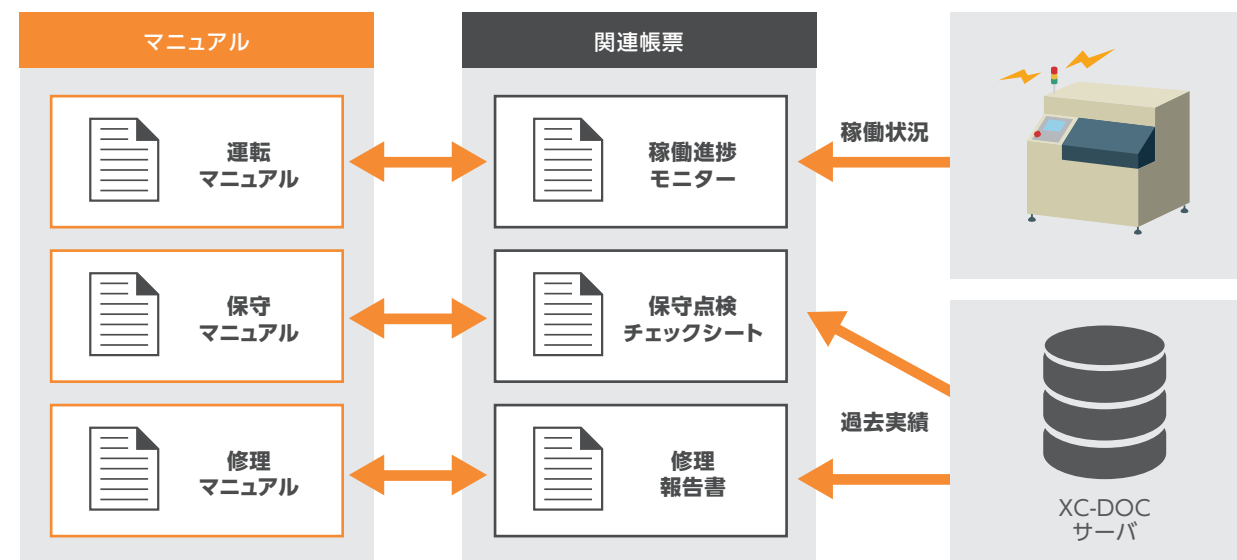 マニュアル
関連帳票
運転
マニュアル
稼働進捗
モニター
稼働状況
保守
マニュアル
保守点検
チェックシート
過去実績
修理
マニュアル
修理
報告書
XC-DOC
サーバ